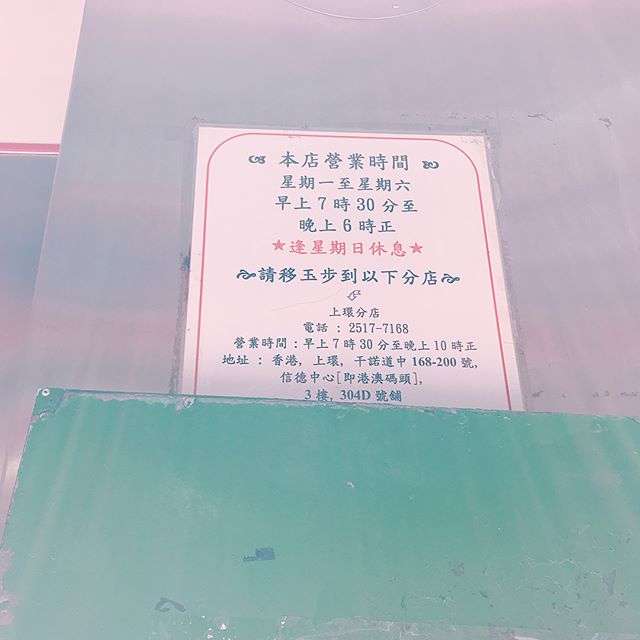 本店營業時間
星期一至星期六
早上7時30分至
晚上6時正
★逢星期日休息★
請移玉步到以下分店
上環分店
電話 : 2517-7168
營業時間 : 早上7時30分至晚上10時正
地址 : 香港, 上環, 干諾道中168-200號,
信德中心[即港澳碼頭],
3樓, 304D號舖